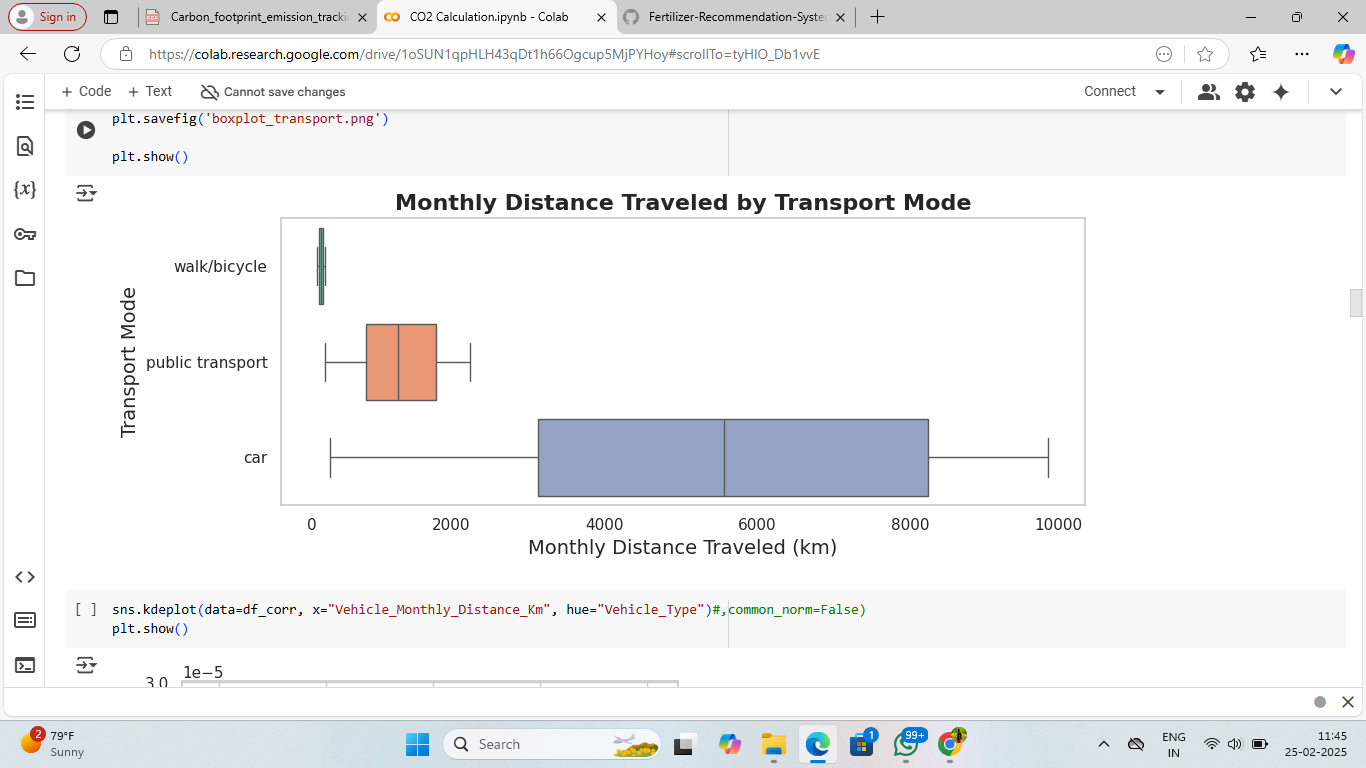 Sign in
Carbon_footprint_emission_tracki
CO2 Calculation.ipynb - Colab
Fertilizer-Recommendation-Syste
https://colab.research.google.com/drive/1oSUN1qpHLH43qDt1h66Ogcup5MjPYHoy#scrollTo=tyHIO_Db1vvE
+ Code + Text Cannot save changes
Connect
plt.savefig('boxplot_transport.png')
plt.show()
Monthly Distance Traveled by Transport Mode
Transport Mode
walk/bicycle
public transport
car
0 2000 4000 6000 8000 10000
Monthly Distance Traveled (km)
[ ] sns.kdeplot(data=df_corr, x="Vehicle_Monthly_Distance_Km", hue="Vehicle_Type")#,common_norm=False)
plt.show()
1e−5
3.0
2
79°F
Sunny
Search
1
99+
ENG
IN
11:45
25-02-2025